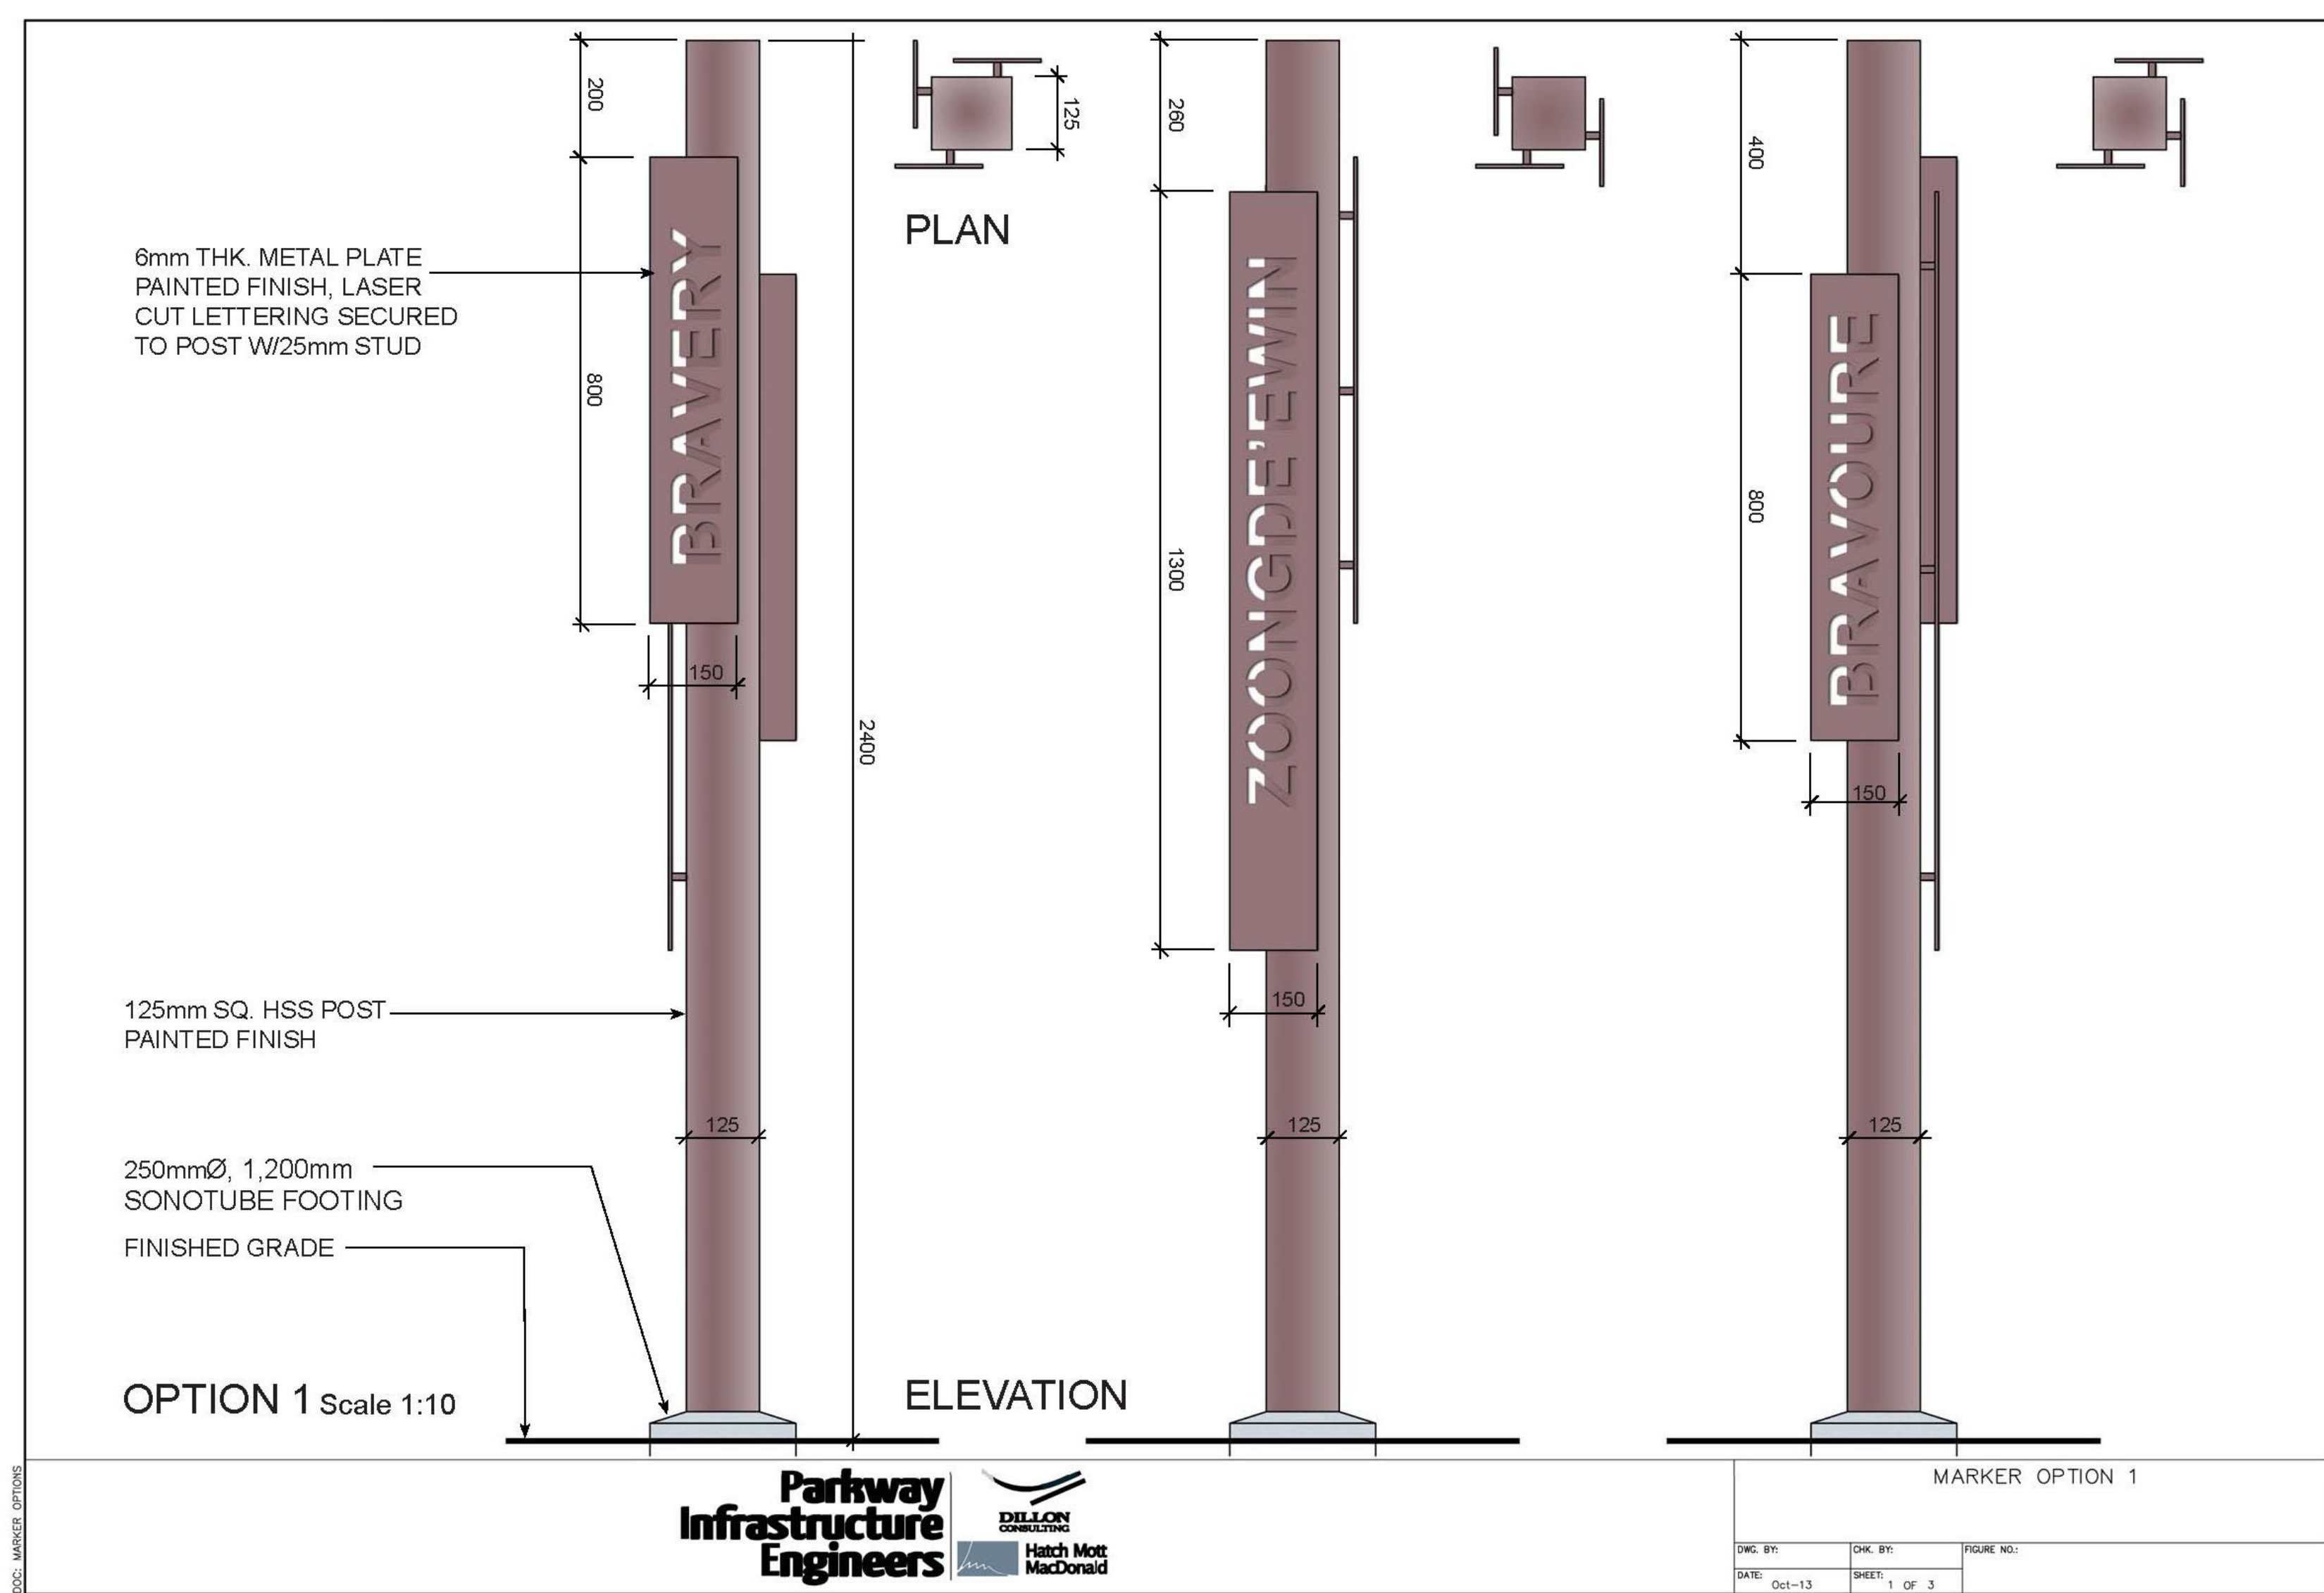 200
125
260
400
PLAN
6mm THK. METAL PLATE
PAINTED FINISH, LASER
CUT LETTERING SECURED
TO POST W/25mm STUD
BRAVERY
ZOONGDE'EWIN
BRAVOURE
800
1300
800
150
2400
150
150
125mm SQ. HSS POST
PAINTED FINISH
125
125
125
250mmØ, 1,200mm
SONOTUBE FOOTING
FINISHED GRADE
OPTION 1 Scale 1:10
ELEVATION
DOC: MARKER OPTIONS
Parkway
Infrastructure
Engineers
DILLON
CONSULTING
Hatch Mott
MacDonald
MARKER OPTION 1
DWG. BY:
CHK. BY:
FIGURE NO.:
DATE: Oct-13
SHEET: 1 OF 3